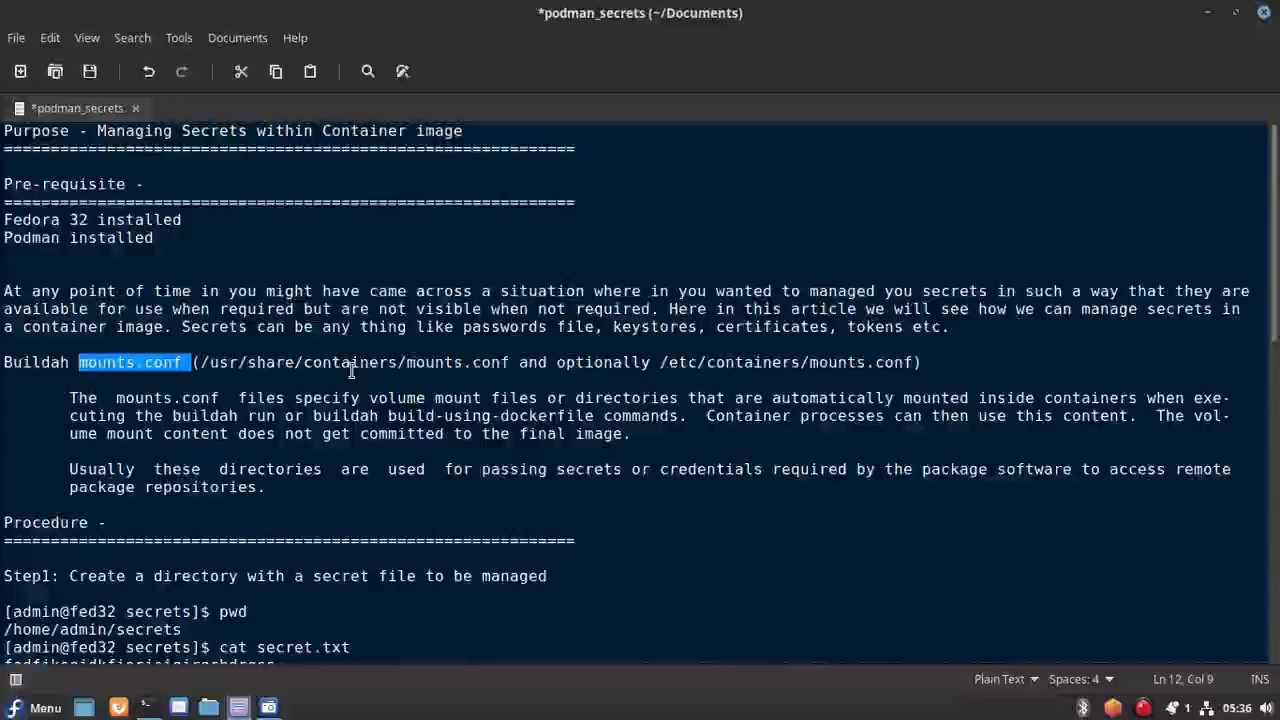 *podman_secrets (~/Documents)
File Edit View Search Tools Documents Help
*podman_secrets
Purpose - Managing Secrets within Container image
=============================================================
Pre-requisite -
=============================================================
Fedora 32 installed
Podman installed
At any point of time in you might have came across a situation where in you wanted to managed you secrets in such a way that they are
available for use when required but are not visible when not required. Here in this article we will see how we can manage secrets in
a container image. Secrets can be any thing like passwords file, keystores, certificates, tokens etc.
Buildah mounts.conf (/usr/share/containers/mounts.conf and optionally /etc/containers/mounts.conf)
The  mounts.conf  files specify volume mount files or directories that are automatically mounted inside containers when exe-
cuting the buildah run or buildah build-using-dockerfile commands.  Container processes can then use this content.  The vol-
ume mount content does not get committed to the final image.
Usually  these  directories  are  used  for passing secrets or credentials required by the package software to access remote
package repositories.
Procedure -
=============================================================
Step1: Create a directory with a secret file to be managed
[admin@fed32 secrets]$ pwd
/home/admin/secrets
[admin@fed32 secrets]$ cat secret.txt
Plain Text Spaces: 4 Ln 12, Col 9 INS
Menu 1 05:36